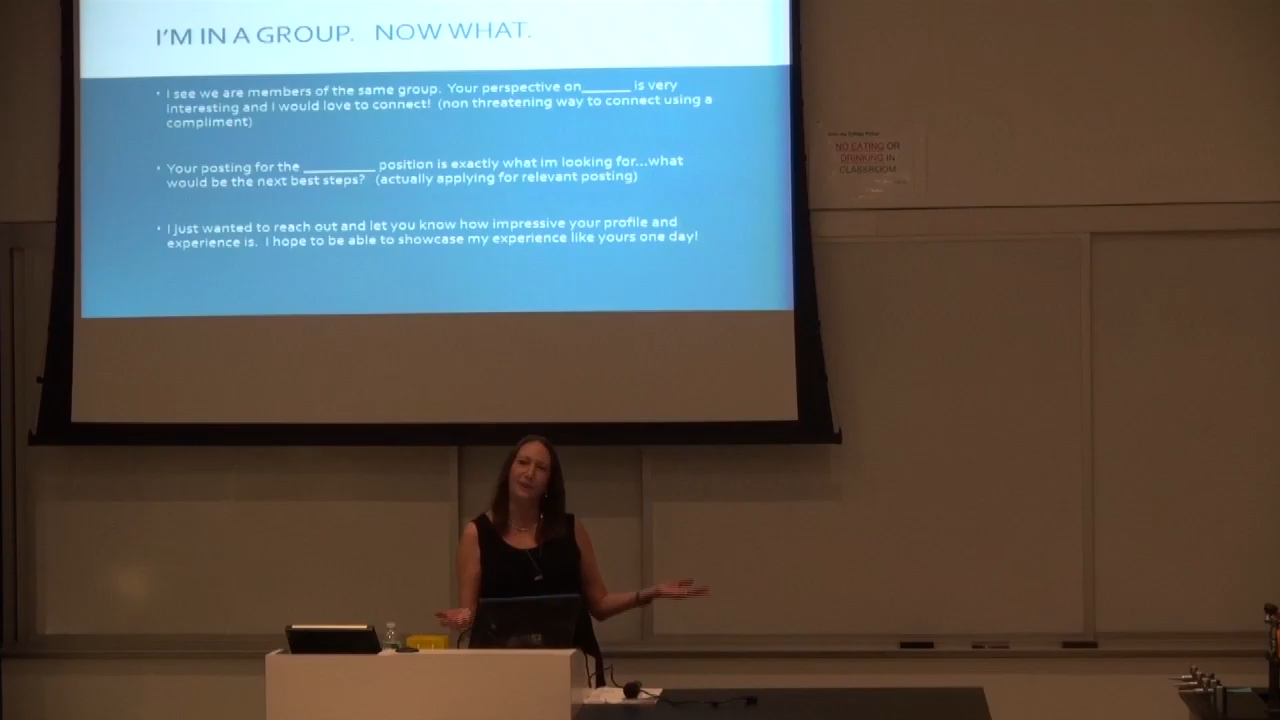 I'M IN A GROUP. NOW WHAT.
• I see we are members of the same group. Your perspective on______ is very
interesting and I would love to connect! (non threatening way to connect using a
compliment)
• Your posting for the _________ position is exactly what im looking for...what
would be the next best steps? (actually applying for relevant posting)
• I just wanted to reach out and let you know how impressive your profile and
experience is. I hope to be able to showcase my experience like yours one day!
NO EATING OR
DRINKING IN
CLASSROOM